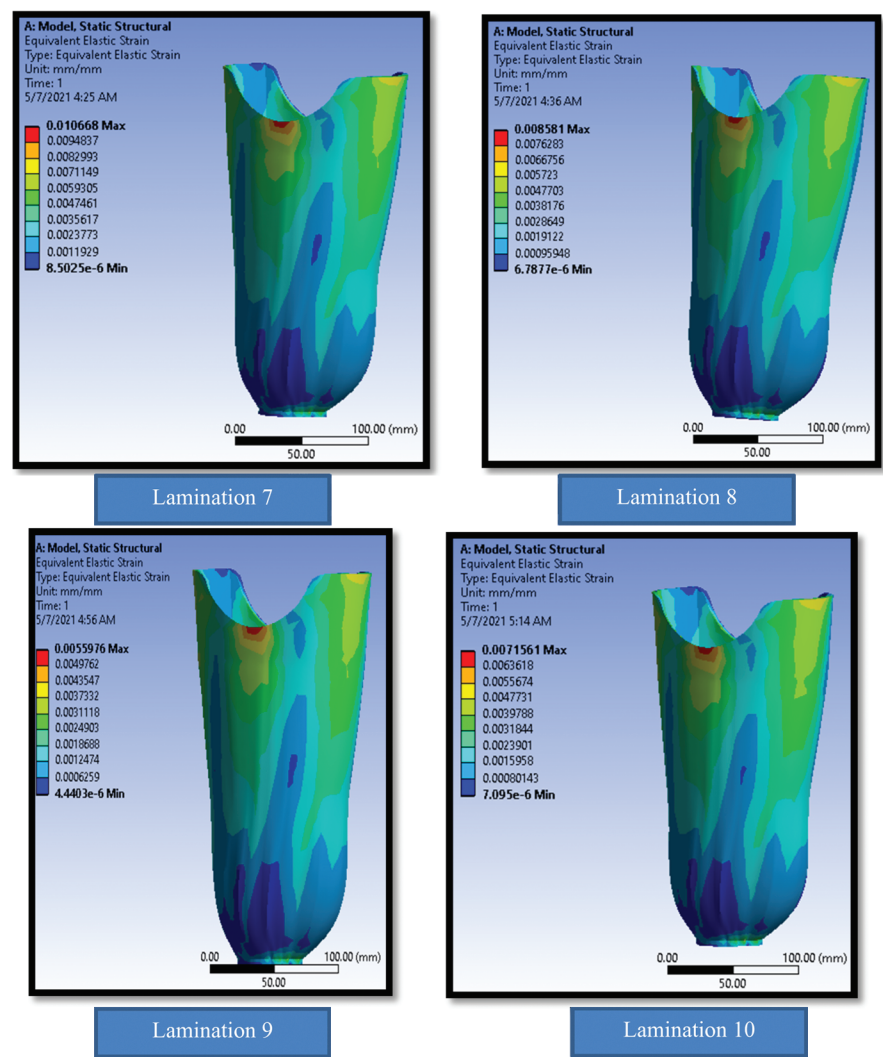 A: Model, Static Structural
Equivalent Elastic Strain
Type: Equivalent Elastic Strain
Unit: mm/mm
Time: 1
5/7/2021 4:25 AM
0.010668 Max
0.0094837
0.0082993
0.0071149
0.0059305
0.0047461
0.0035617
0.0023773
0.0011929
8.5025e-6 Min
0.00
100.00 (mm)
50.00
Lamination 7
A: Model, Static Structural
Equivalent Elastic Strain
Type: Equivalent Elastic Strain
Unit: mm/mm
Time: 1
5/7/2021 4:36 AM
0.008581 Max
0.0076283
0.0066756
0.005723
0.0047703
0.0038176
0.0028649
0.0019122
0.00095948
6.7877e-6 Min
0.00
100.00 (mm)
50.00
Lamination 8
A: Model, Static Structural
Equivalent Elastic Strain
Type: Equivalent Elastic Strain
Unit: mm/mm
Time: 1
5/7/2021 4:56 AM
0.0055976 Max
0.0049762
0.0043547
0.0037332
0.0031118
0.0024903
0.0018688
0.0012474
0.0006259
4.4403e-6 Min
0.00
100.00 (mm)
50.00
Lamination 9
A: Model, Static Structural
Equivalent Elastic Strain
Type: Equivalent Elastic Strain
Unit: mm/mm
Time: 1
5/7/2021 5:14 AM
0.0071561 Max
0.0063618
0.0055674
0.0047731
0.0039788
0.0031844
0.0023901
0.0015958
0.00080143
7.095e-6 Min
0.00
100.00 (mm)
50.00
Lamination 10